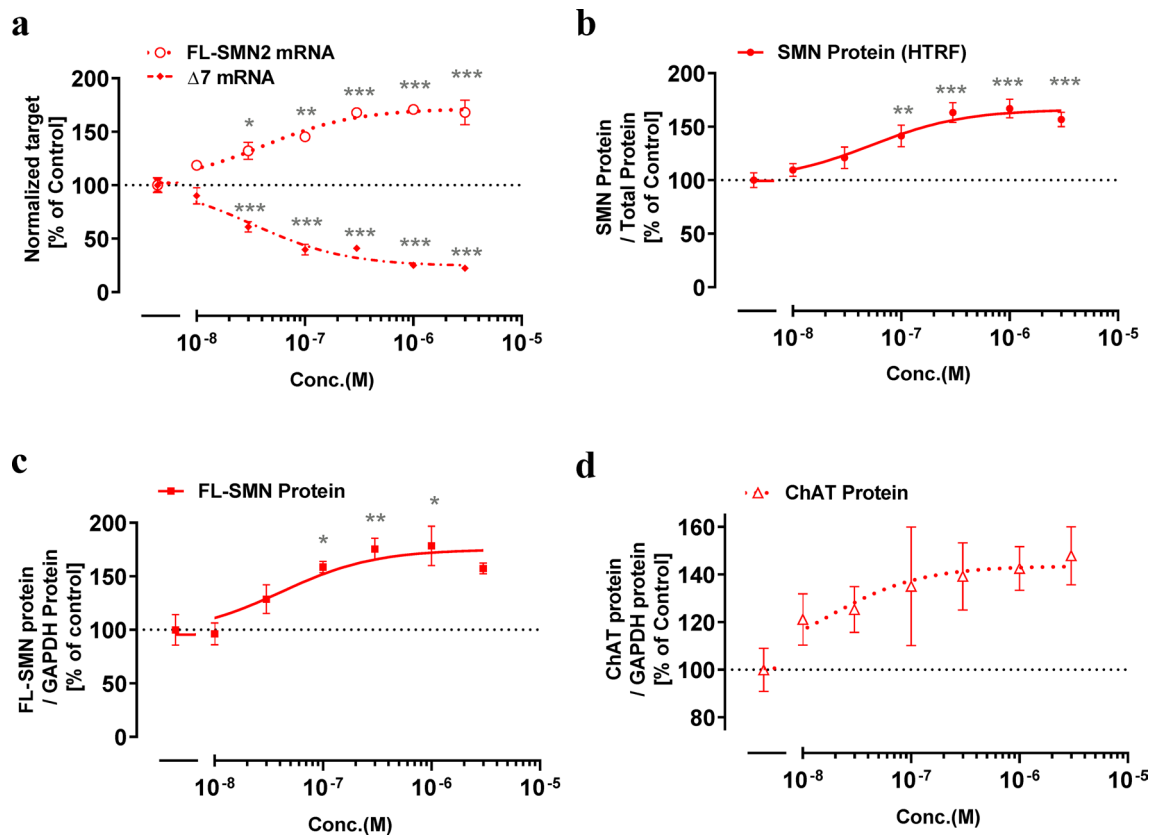 a
FL-SMN2 mRNA
Δ7 mRNA
Normalized target
[% of Control]
200
150
100
50
0
* ** *** *** ***
*** *** *** *** ***
10⁻⁸ 10⁻⁷ 10⁻⁶ 10⁻⁵
Conc.(M)
b
SMN Protein (HTRF)
SMN Protein
/ Total Protein
[% of Control]
200
150
100
50
0
** *** *** ***
10⁻⁸ 10⁻⁷ 10⁻⁶ 10⁻⁵
Conc.(M)
c
FL-SMN Protein
FL-SMN protein
/ GAPDH Protein
[% of control]
200
150
100
50
0
* ** *
10⁻⁸ 10⁻⁷ 10⁻⁶ 10⁻⁵
Conc.(M)
d
ChAT Protein
ChAT protein
/ GAPDH protein
[% of Control]
160
140
120
100
80
10⁻⁸ 10⁻⁷ 10⁻⁶ 10⁻⁵
Conc.(M)